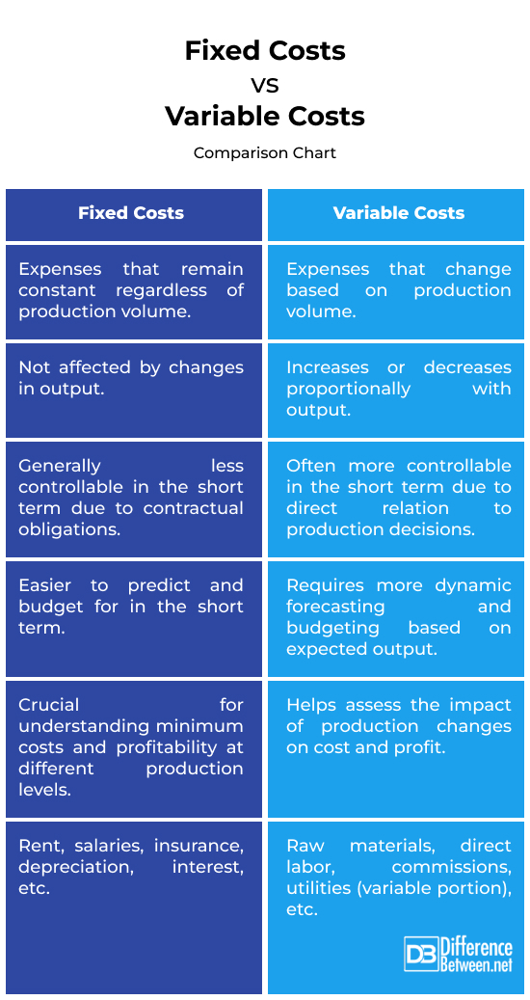 Fixed Costs
VS
Variable Costs
Comparison Chart
Fixed Costs
Variable Costs
Expenses that remain
constant regardless of
production volume.
Expenses that change
based on production
volume.
Not affected by changes
in output.
Increases or decreases
proportionally with
output.
Generally less
controllable in the short
term due to contractual
obligations.
Often more controllable
in the short term due to
direct relation to
production decisions.
Easier to predict and
budget for in the short
term.
Requires more dynamic
forecasting and
budgeting based on
expected output.
Crucial for
understanding minimum
costs and profitability at
different production
levels.
Helps assess the impact
of production changes
on cost and profit.
Rent, salaries, insurance,
depreciation, interest,
etc.
Raw materials, direct
labor, commissions,
utilities (variable portion),
etc.
DB Difference
Between.net